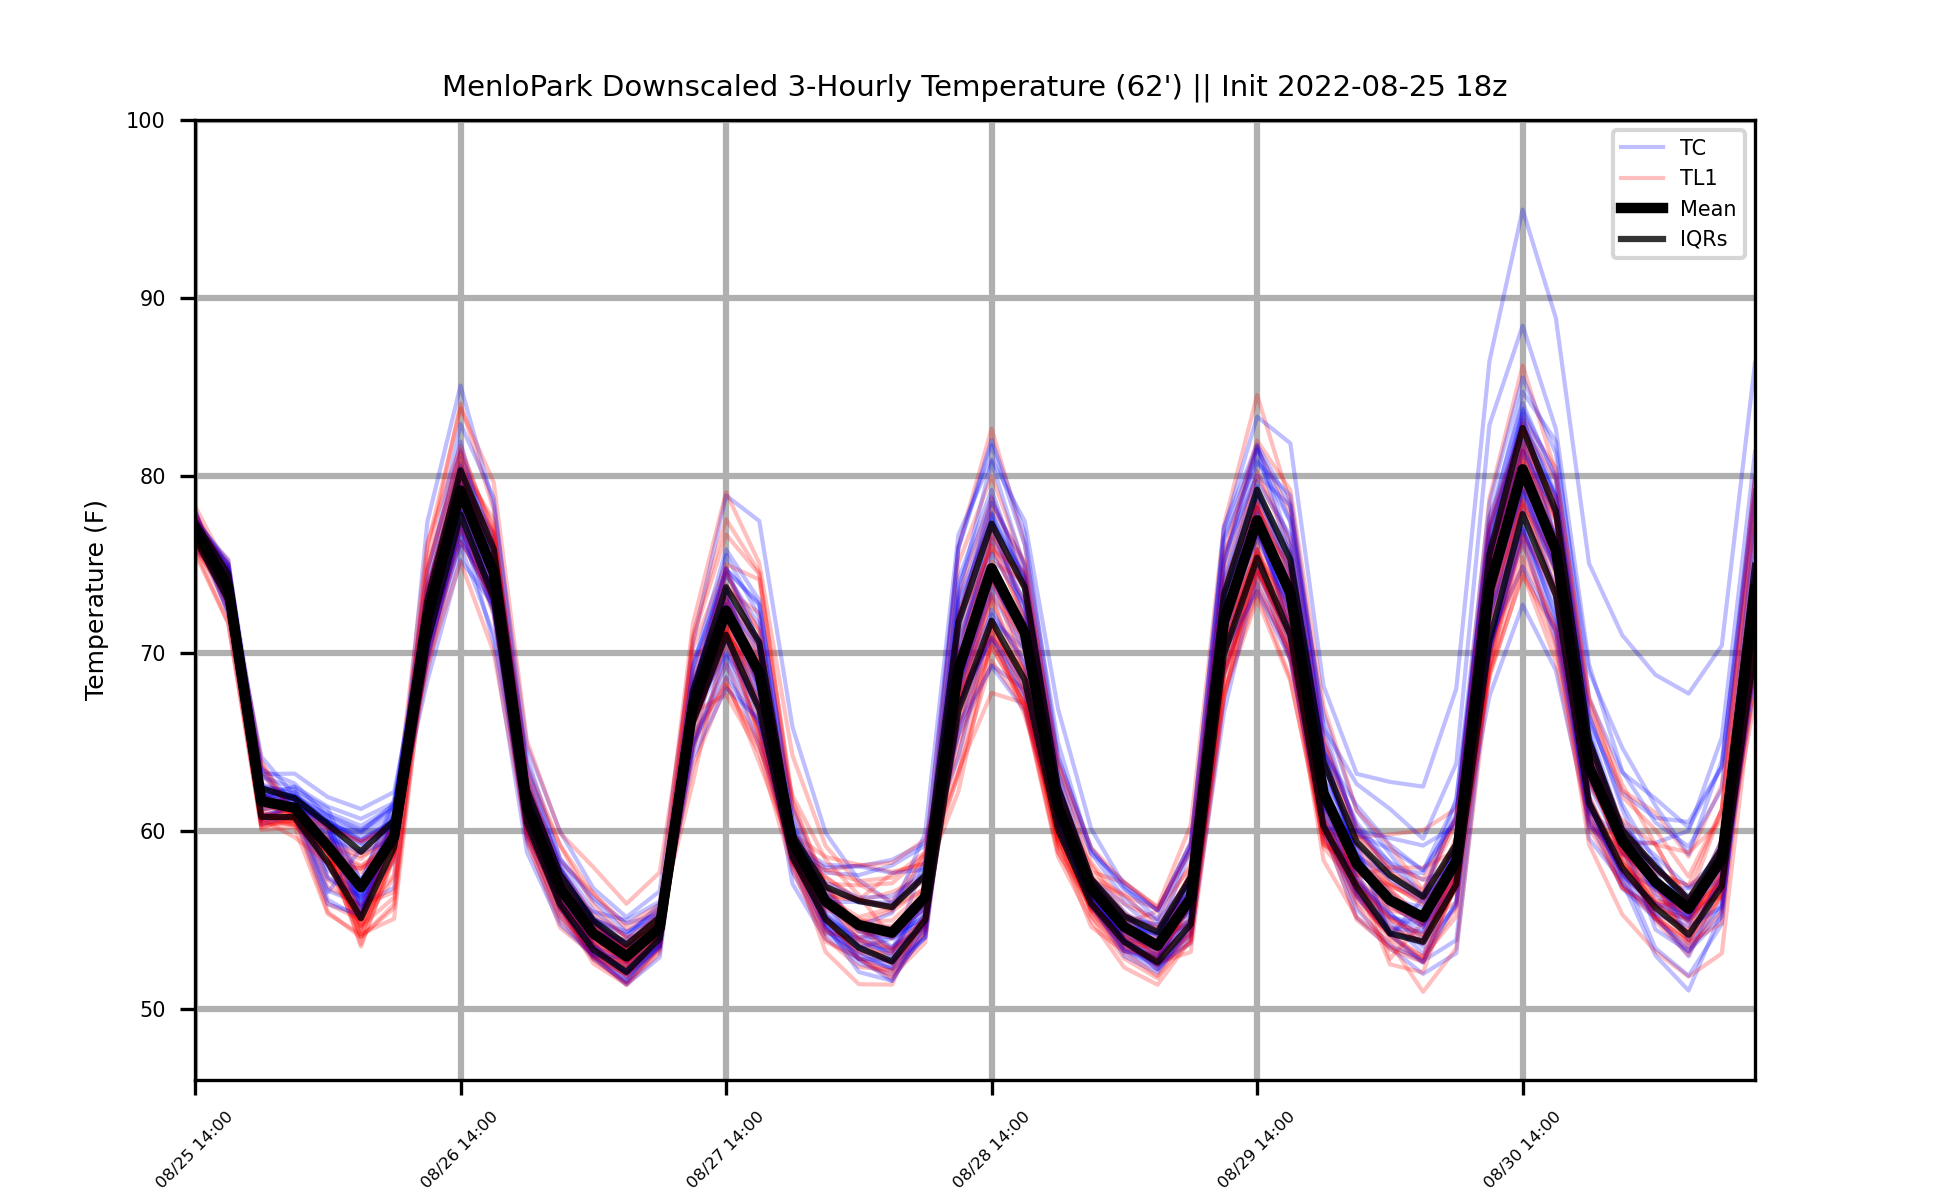 MenloPark Downscaled 3-Hourly Temperature (62') || Init 2022-08-25 18z
100
90
80
70
60
50
Temperature (F)
TC
TL1
Mean
IQRs
08/25 14:00
08/26 14:00
08/27 14:00
08/28 14:00
08/29 14:00
08/30 14:00